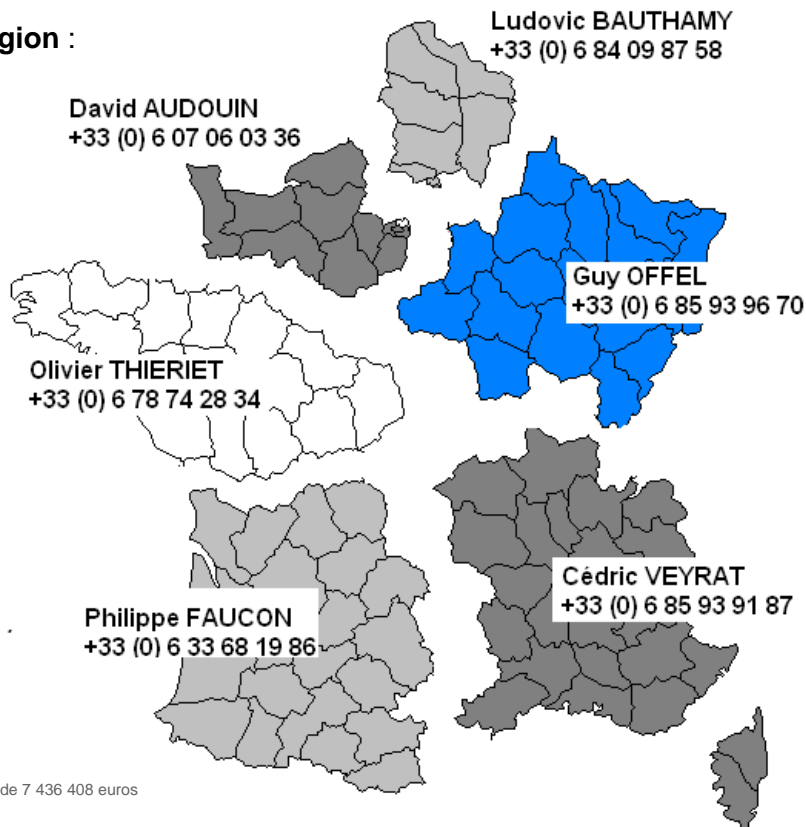 gion :
Ludovic BAUTHAMY
+33 (0) 6 84 09 87 58
David AUDOUIN
+33 (0) 6 07 06 03 36
Guy OFFEL
+33 (0) 6 85 93 96 70
Olivier THIERIET
+33 (0) 6 78 74 28 34
Cédric VEYRAT
+33 (0) 6 85 93 91 87
Philippe FAUCON
+33 (0) 6 33 68 19 86
de 7 436 408 euros